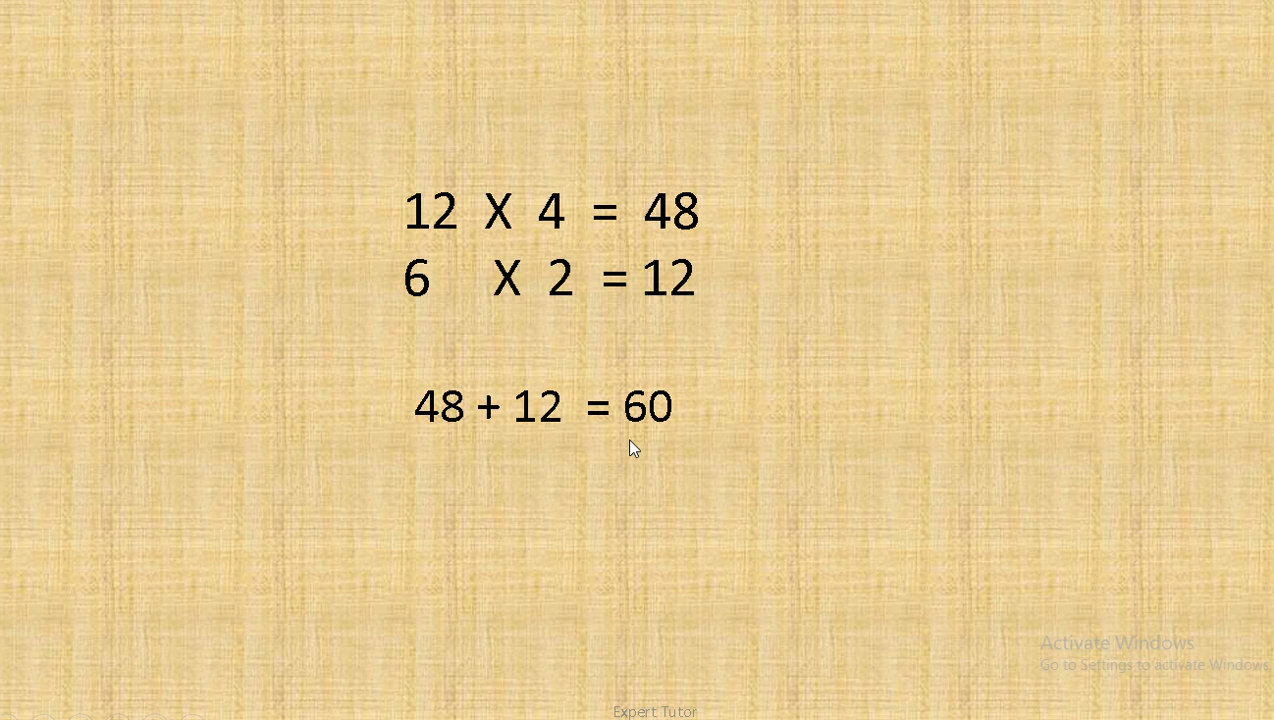 12 X 4 = 48
6 X 2 = 12
48 + 12 = 60
Activate Windows
Go to Settings to activate Windows.
Expert Tutor